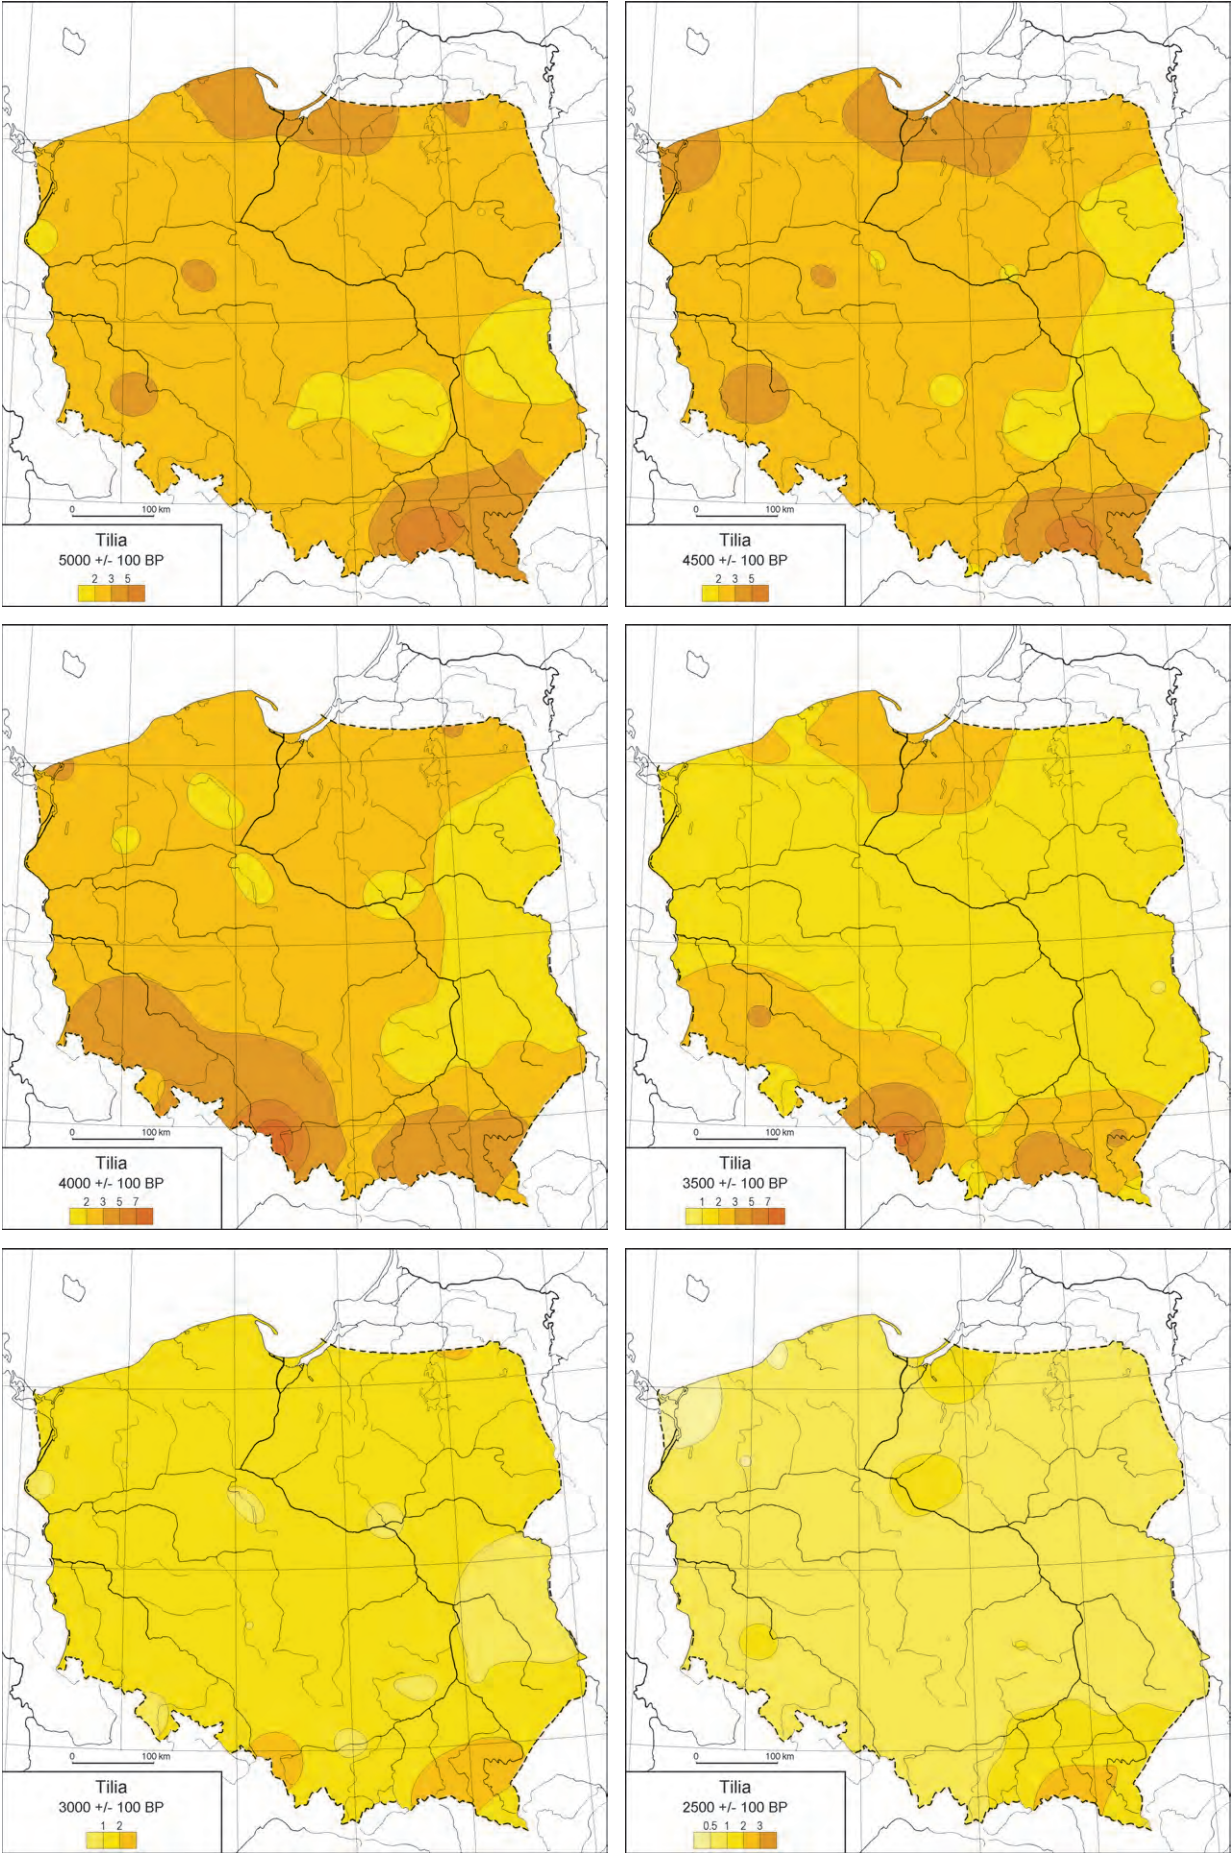 0 100 km
Tilia
5000 +/- 100 BP
2 3 5
0 100 km
Tilia
4500 +/- 100 BP
2 3 5
0 100 km
Tilia
4000 +/- 100 BP
2 3 5 7
0 100 km
Tilia
3500 +/- 100 BP
1 2 3 5 7
0 100 km
Tilia
3000 +/- 100 BP
1 2
0 100 km
Tilia
2500 +/- 100 BP
0.5 1 2 3